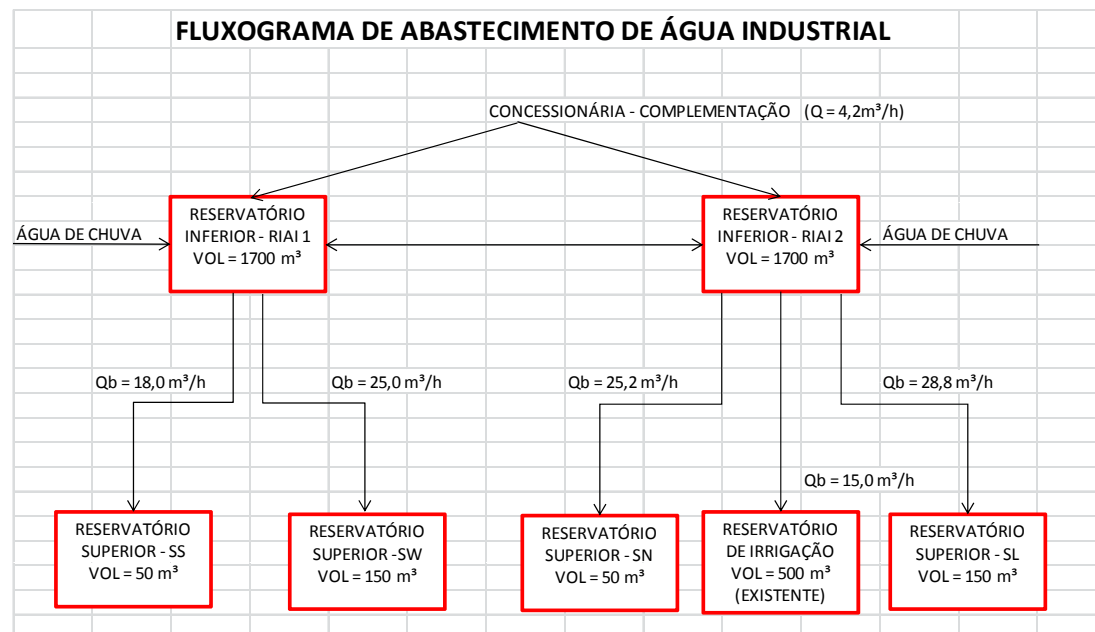 FLUXOGRAMA DE ABASTECIMENTO DE ÁGUA INDUSTRIAL
CONCESSIONÁRIA - COMPLEMENTAÇÃO (Q = 4,2m³/h)
ÁGUA DE CHUVA
RESERVATÓRIO
INFERIOR - RIAI 1
VOL = 1700 m³
RESERVATÓRIO
INFERIOR - RIAI 2
VOL = 1700 m³
ÁGUA DE CHUVA
Qb = 18,0 m³/h
Qb = 25,0 m³/h
Qb = 25,2 m³/h
Qb = 28,8 m³/h
Qb = 15,0 m³/h
RESERVATÓRIO
SUPERIOR - SS
VOL = 50 m³
RESERVATÓRIO
SUPERIOR - SW
VOL = 150 m³
RESERVATÓRIO
SUPERIOR - SN
VOL = 50 m³
RESERVATÓRIO
DE IRRIGAÇÃO
VOL = 500 m³
(EXISTENTE)
RESERVATÓRIO
SUPERIOR - SL
VOL = 150 m³